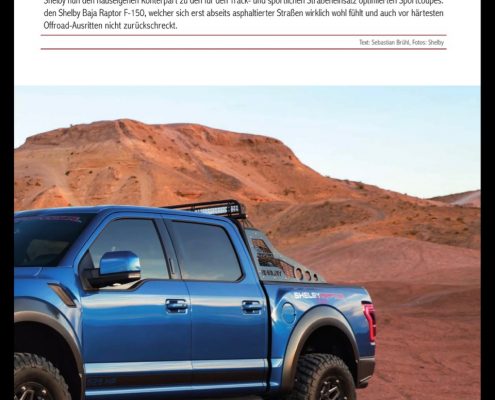 Shelby nun den hauseigenen Konterpart zu den für den Track- und sportlichen Straßeneinsatz optimierten Sportcoupés:
den Shelby Baja Raptor F-150, welcher sich erst abseits asphaltierter Straßen wirklich wohl fühlt und auch vor härtesten
Offroad-Ausritten nicht zurückschreckt.
Text: Sebastian Brühl, Fotos: Shelby
SHELBY
SHELBY